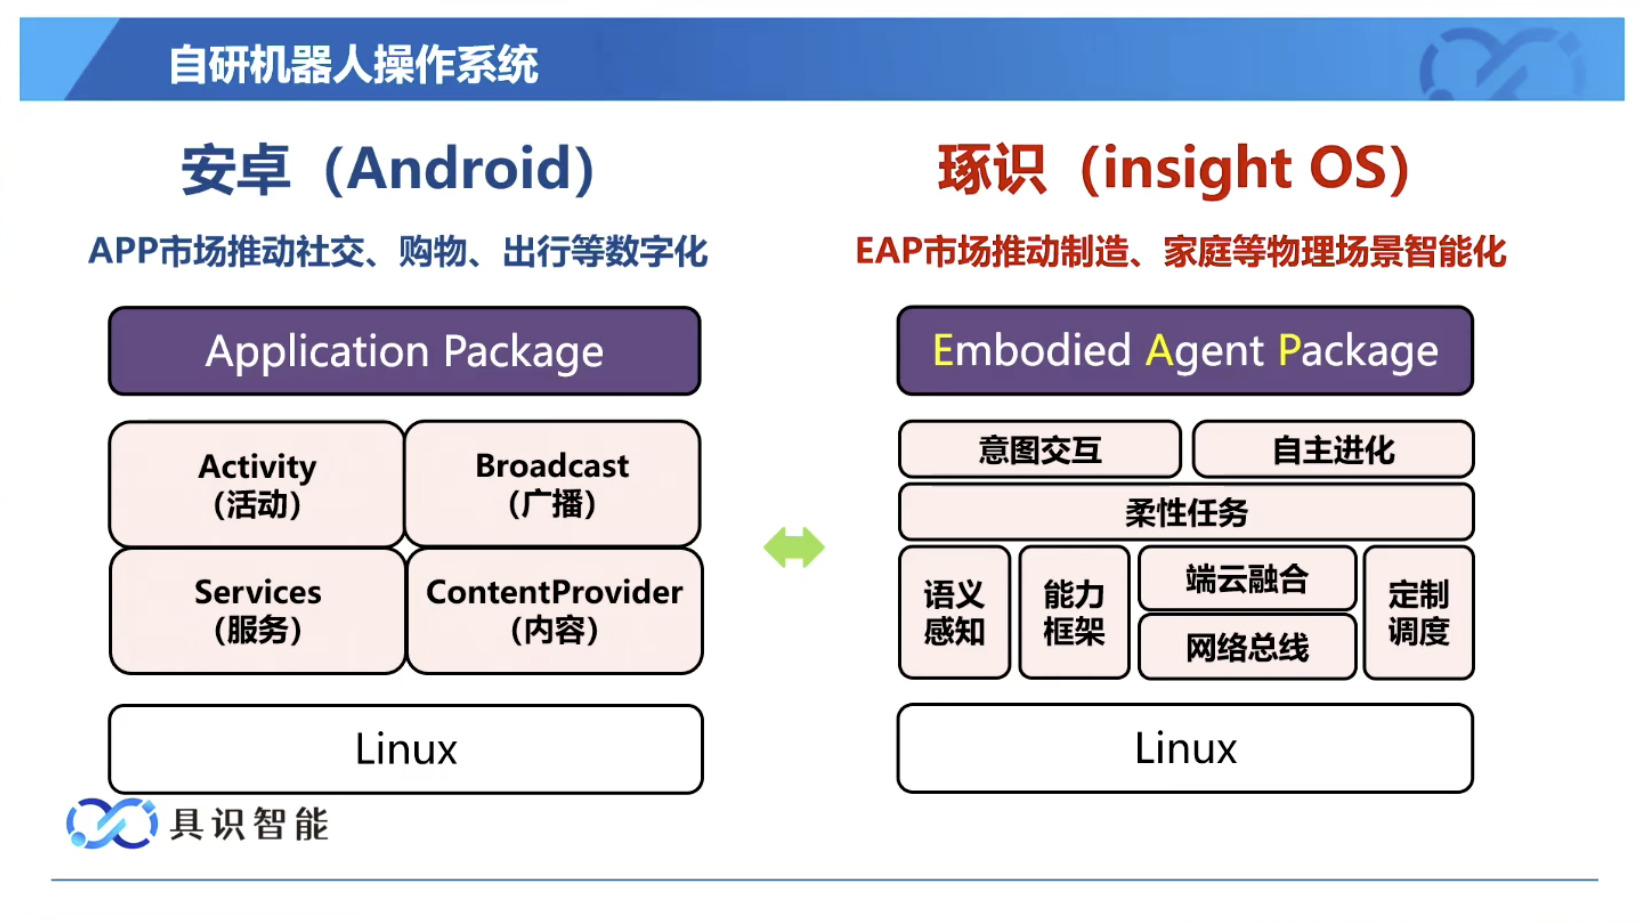 自研机器人操作系统
安卓（Android）
APP市场推动社交、购物、出行等数字化
Application Package
Activity
（活动）
Broadcast
（广播）
Services
（服务）
ContentProvider
（内容）
Linux
琢识（insight OS）
EAP市场推动制造、家庭等物理场景智能化
Embodied Agent Package
意图交互
自主进化
柔性任务
语义
感知
能力
框架
端云融合
网络总线
定制
调度
Linux
具识智能